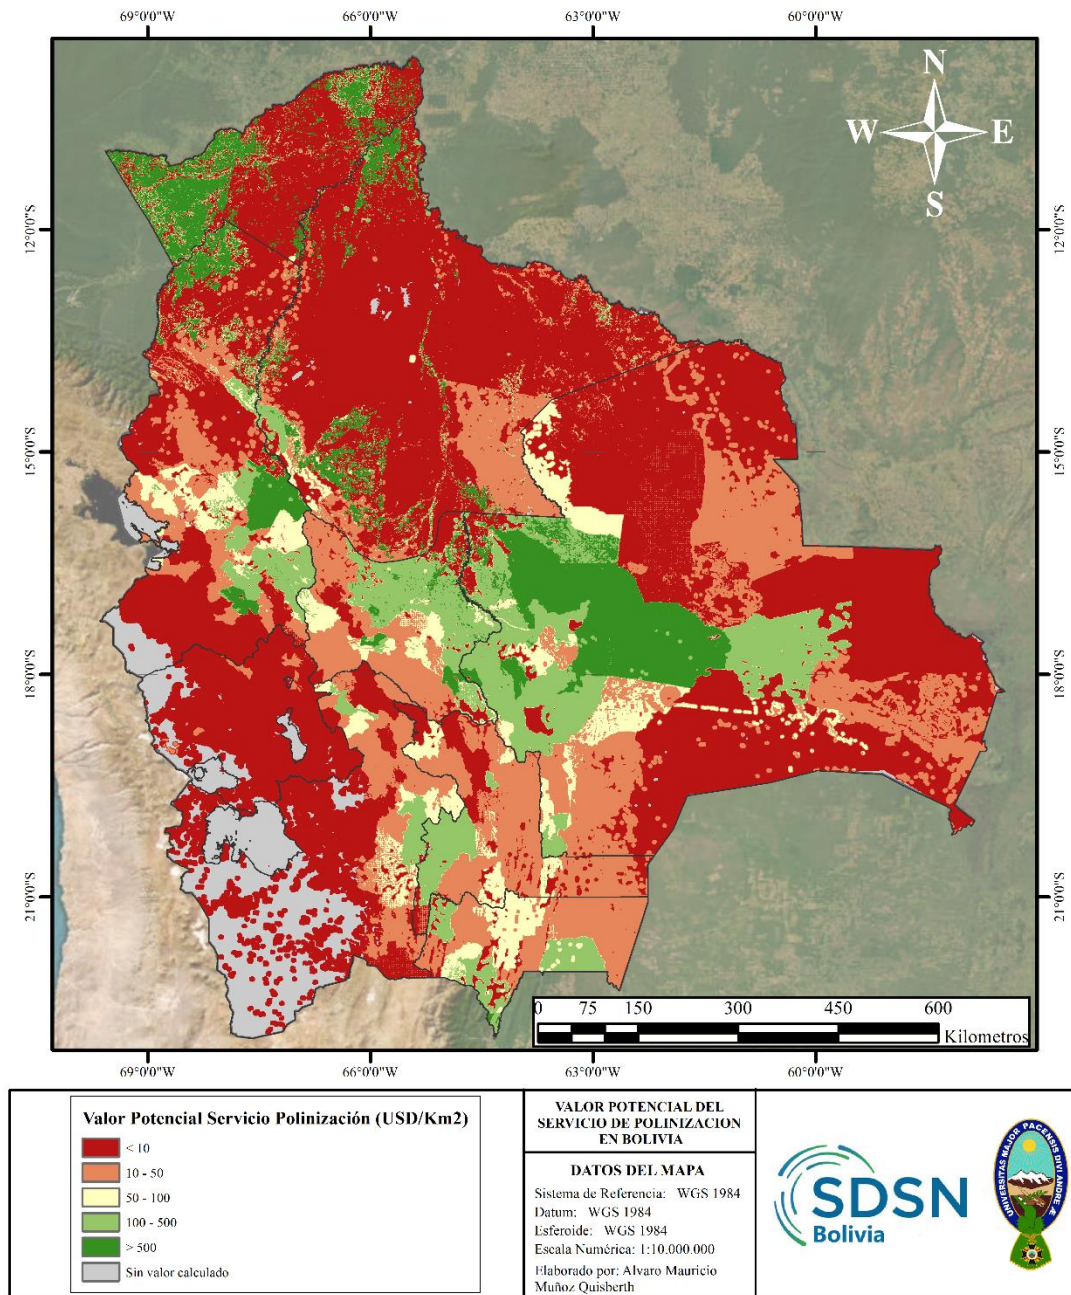 69°0'0"W 66°0'0"W 63°0'0"W 60°0'0"W
N
W E
S
12°0'0"S 12°0'0"S
15°0'0"S 15°0'0"S
18°0'0"S 18°0'0"S
21°0'0"S 21°0'0"S
0 75 150 300 450 600
Kilometros
69°0'0"W 66°0'0"W 63°0'0"W 60°0'0"W
Valor Potencial Servicio Polinización (USD/Km2)
< 10
10 - 50
50 - 100
100 - 500
> 500
Sin valor calculado
VALOR POTENCIAL DEL
SERVICIO DE POLINIZACION
EN BOLIVIA
DATOS DEL MAPA
Sistema de Referencia: WGS 1984
Datum: WGS 1984
Esferoide: WGS 1984
Escala Numérica: 1:10.000.000
Elaborado por: Alvaro Mauricio
Muñoz Quisberth
SDSN
Bolivia
UNIVERSITAS MAJOR PACENSIS DIVI ANDRE Æ